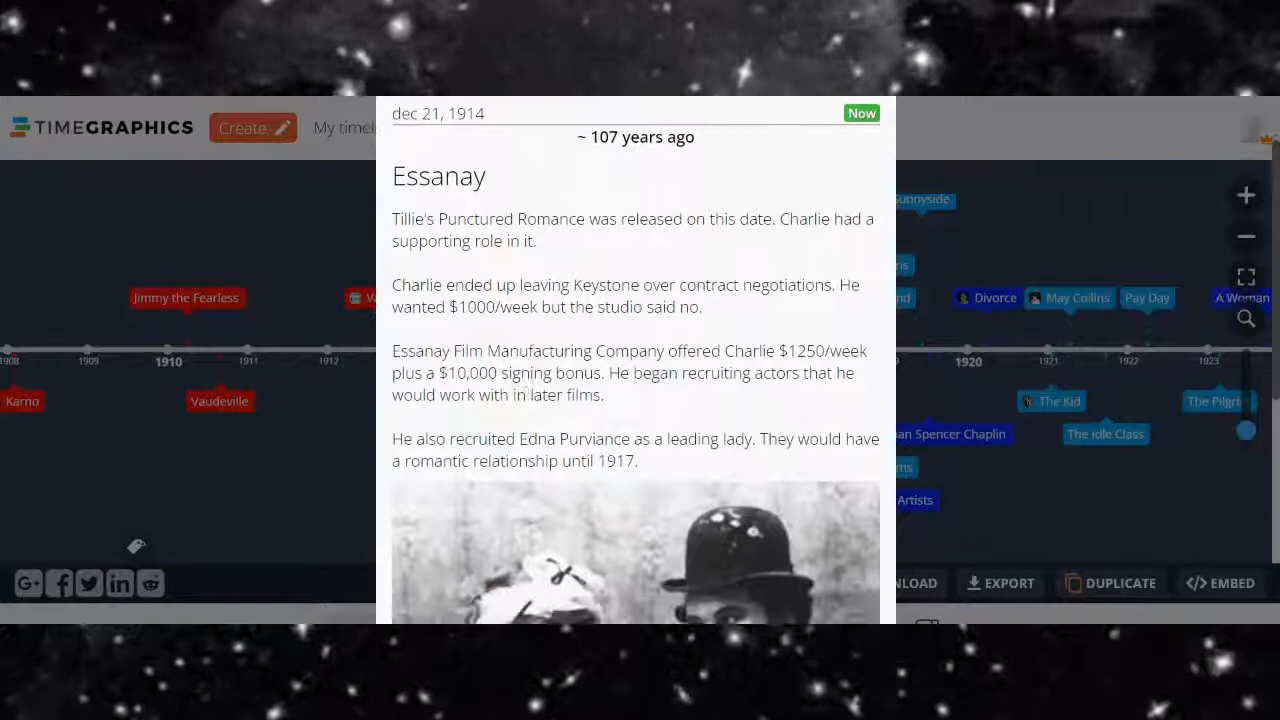 dec 21, 1914
Now
~ 107 years ago
Essanay
Tillie's Punctured Romance was released on this date. Charlie had a
supporting role in it.
Charlie ended up leaving Keystone over contract negotiations. He
wanted $1000/week but the studio said no.
Essanay Film Manufacturing Company offered Charlie $1250/week
plus a $10,000 signing bonus. He began recruiting actors that he
would work with in later films.
He also recruited Edna Purviance as a leading lady. They would have
a romantic relationship until 1917.
TIMEGRAPHICS
Create
My timel
Sunnyside
ris
Jimmy the Fearless
Va
nd
Divorce
May Collins
Pay Day
A Woman
1908
1909
1910
1911
1912
1920
1921
1922
1923
Karno
Vaudeville
The Kid
The Pilgri
an Spencer Chaplin
The Idle Class
ms
Artists
G+
in
NLOAD
EXPORT
DUPLICATE
</> EMBED